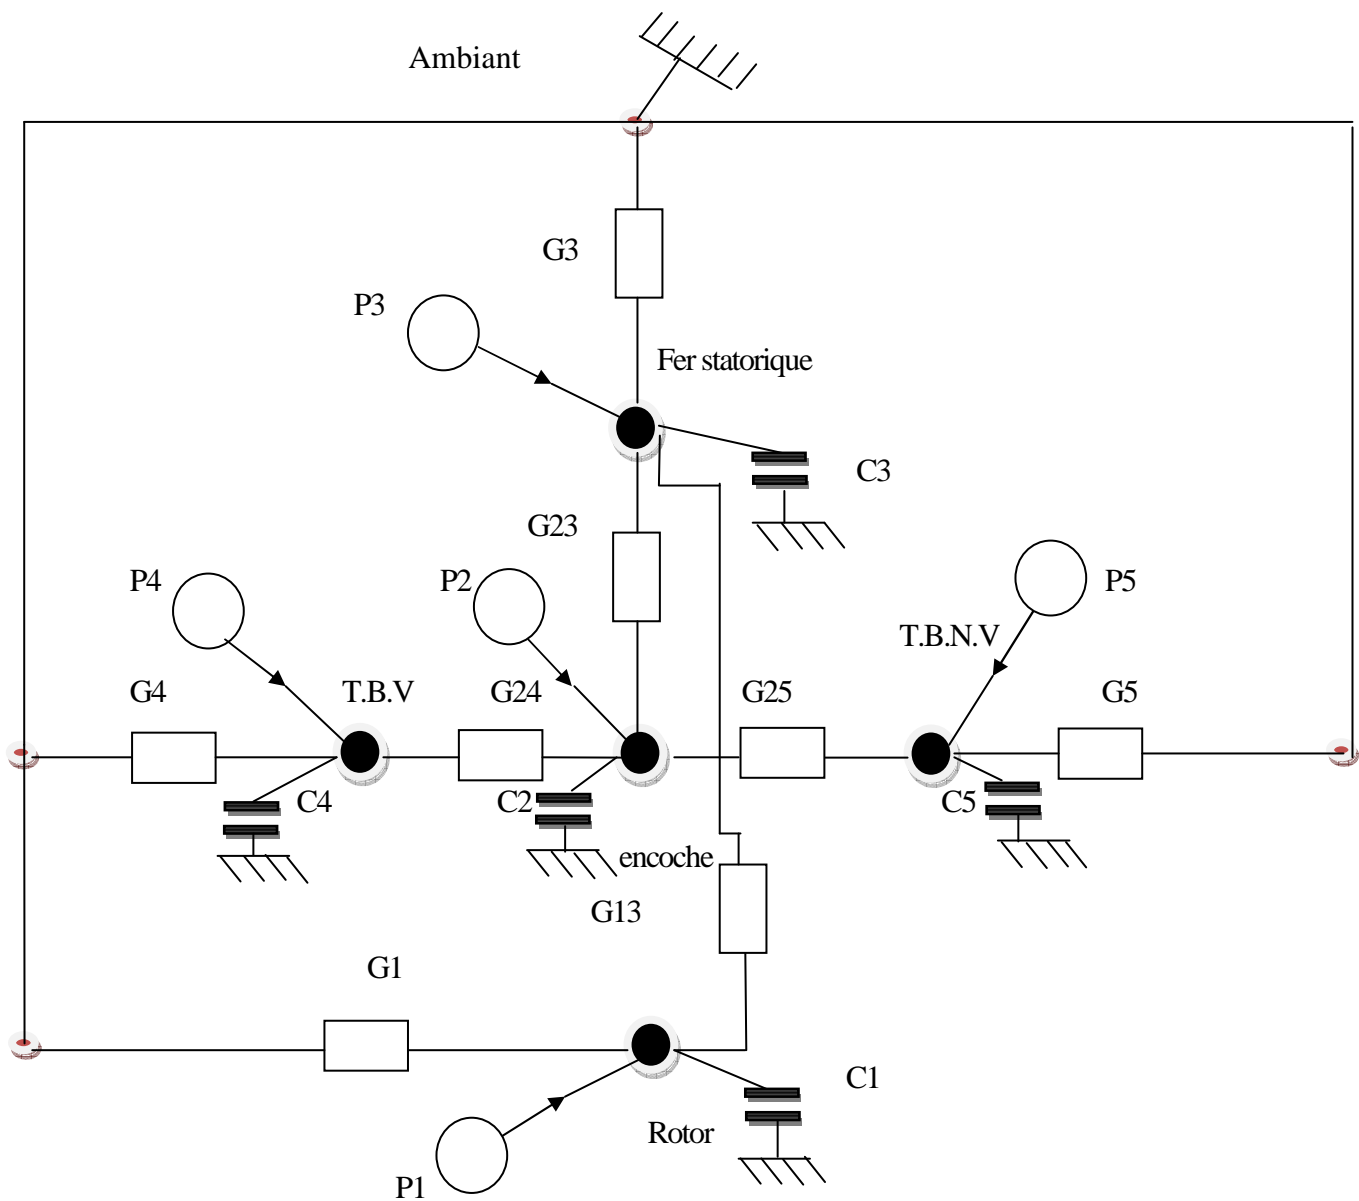 Ambiant
G3
P3
Fer statorique
C3
G23
P4
P2
P5
T.B.N.V
G4
T.B.V
G24
G25
G5
C4
C2
C5
encoche
G13
G1
C1
Rotor
P1